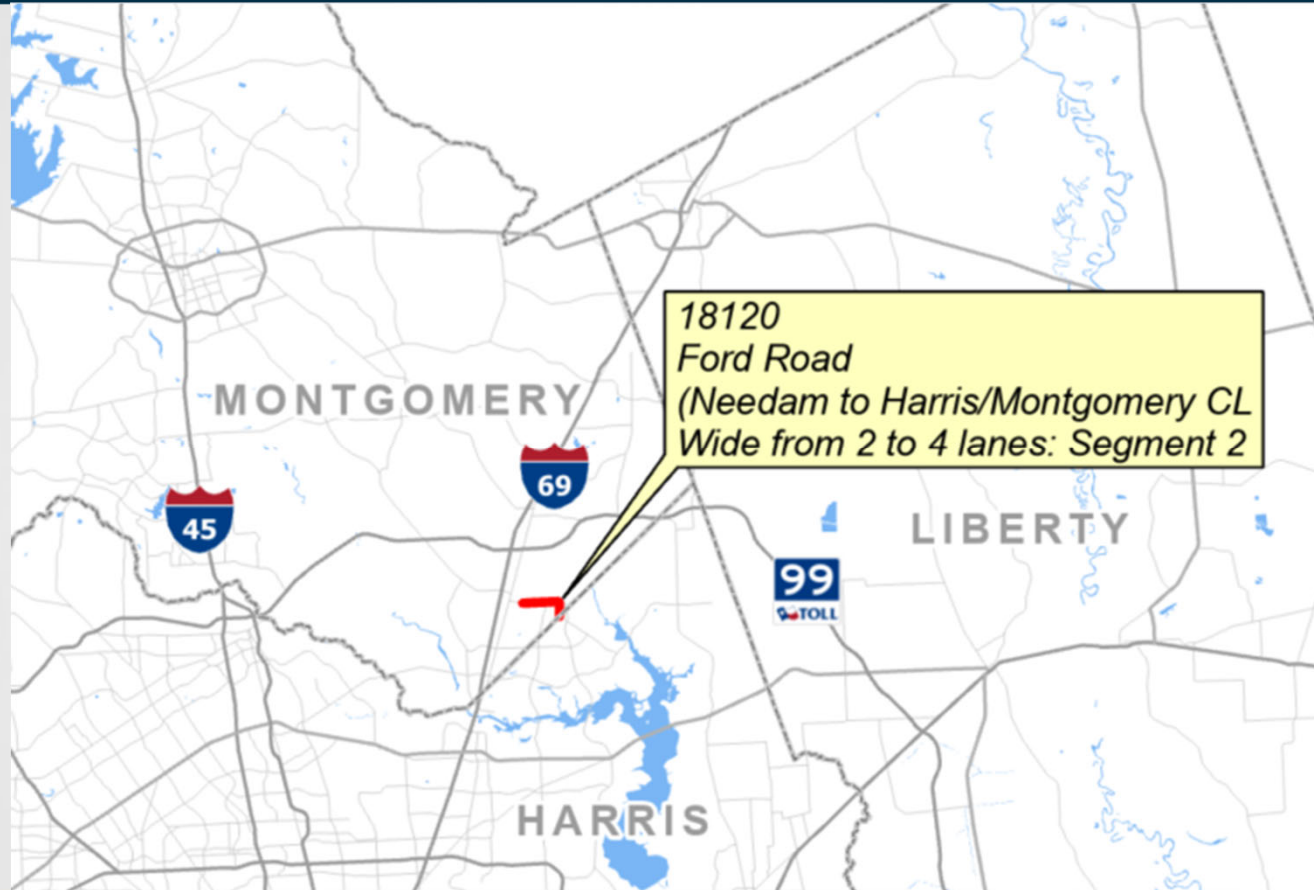 18120
Ford Road
(Needam to Harris/Montgomery CL
Wide from 2 to 4 lanes: Segment 2
MONTGOMERY
69
45
LIBERTY
99
TOLL
HARRIS